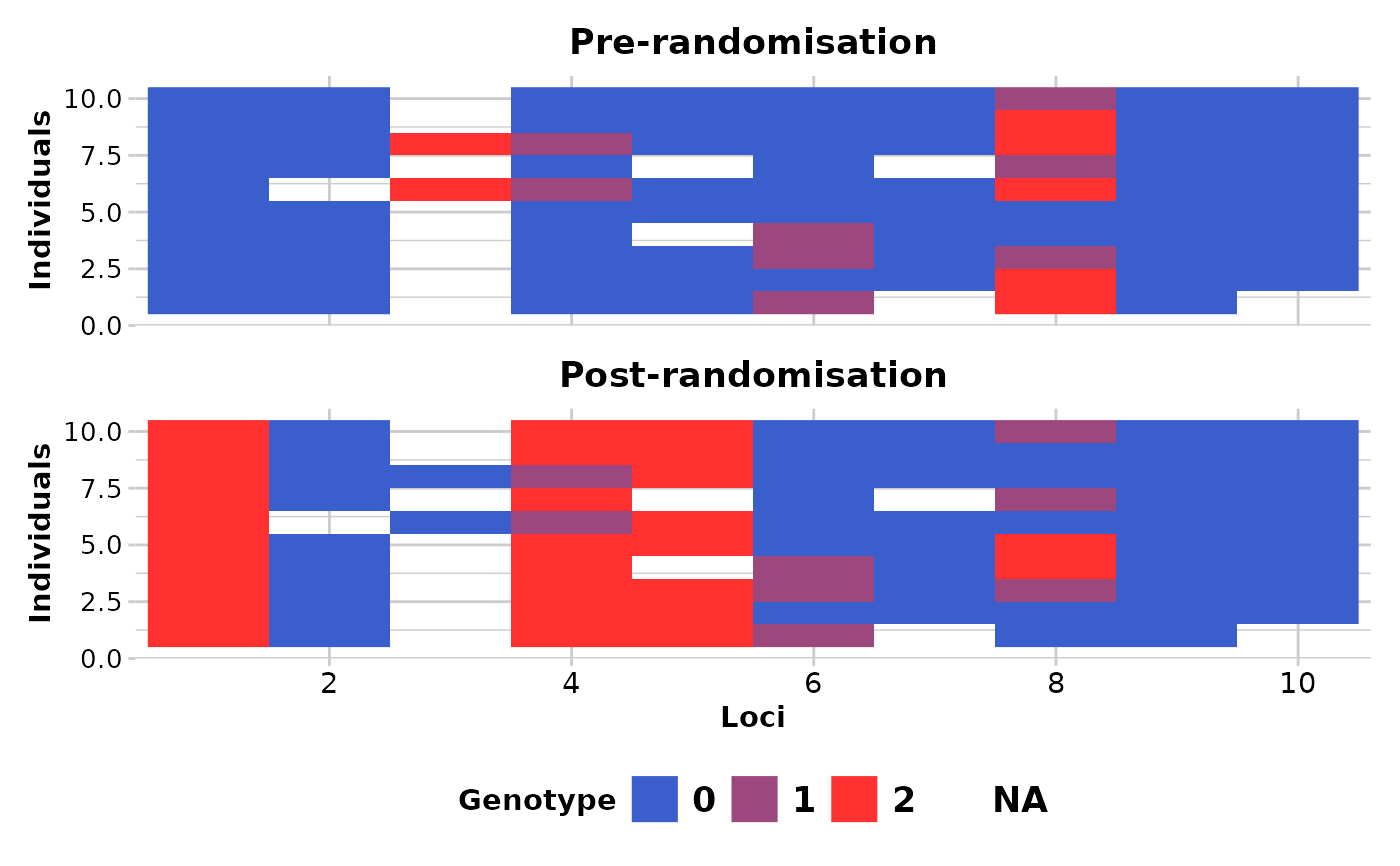 Pre-randomisation
Individuals
10.0
7.5
5.0
2.5
0.0
Post-randomisation
Individuals
10.0
7.5
5.0
2.5
0.0
2 4 6 8 10
Loci
Genotype 0 1 2 NA